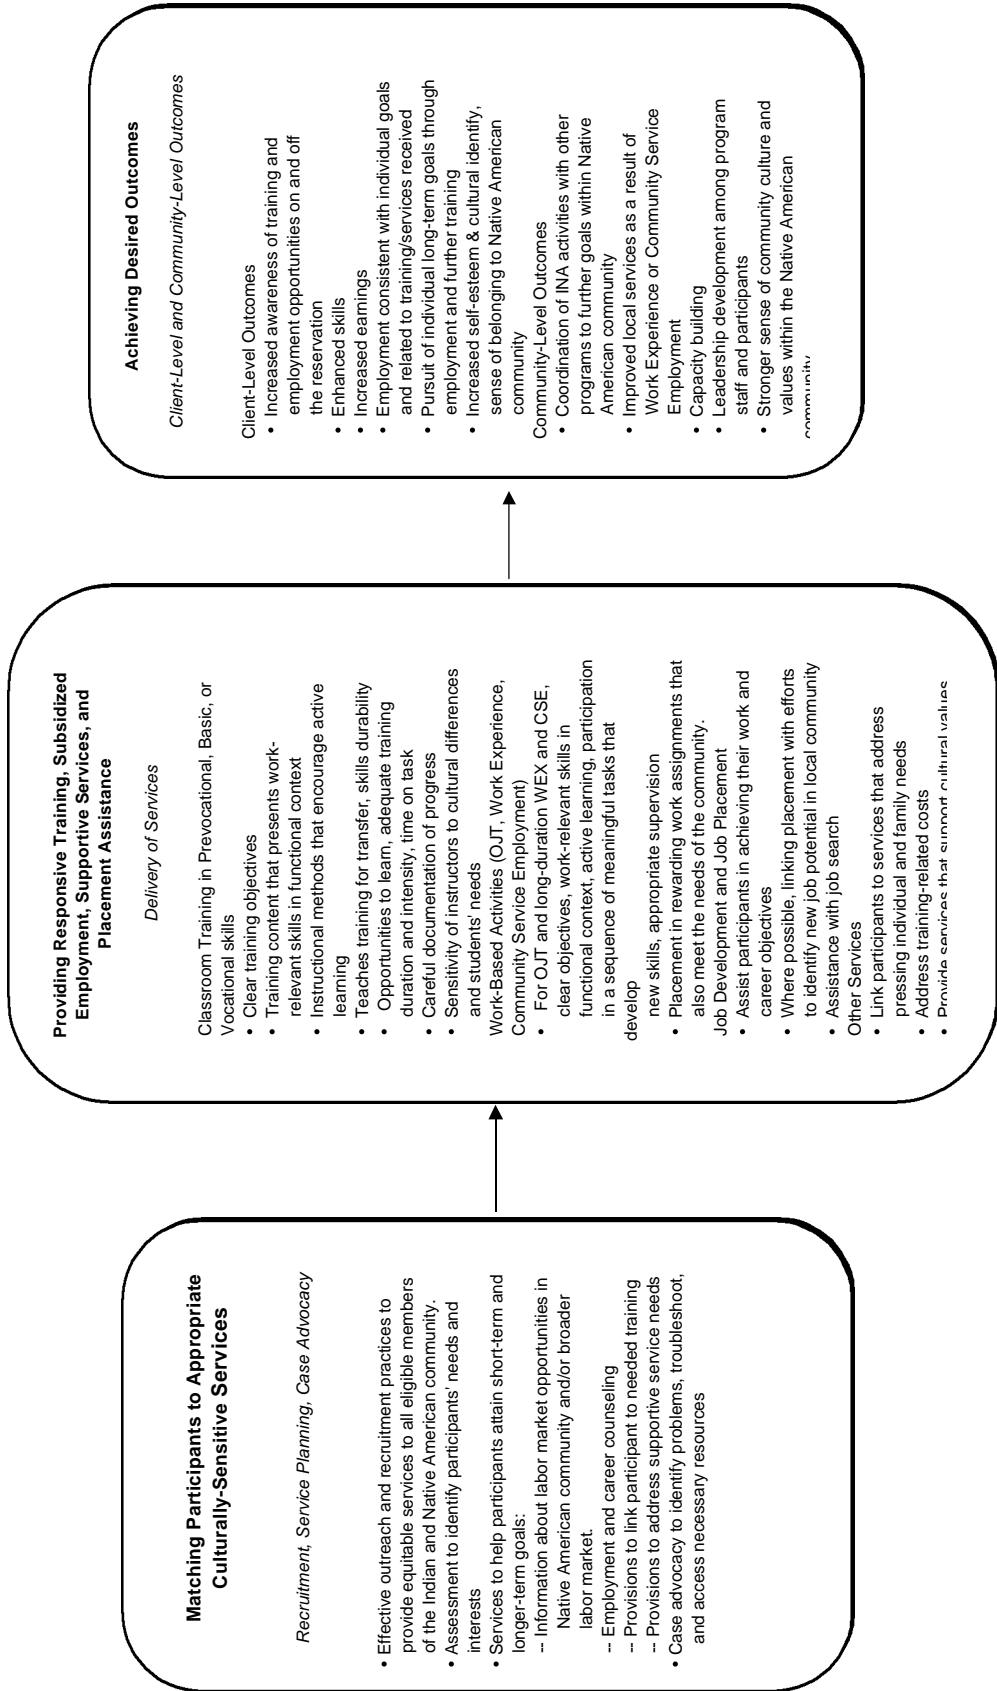 Matching Participants to Appropriate
Culturally-Sensitive Services
Recruitment, Service Planning, Case Advocacy
• Effective outreach and recruitment practices to
provide equitable services to all eligible members
of the Indian and Native American community.
• Assessment to identify participants' needs and
interests
• Services to help participants attain short-term and
longer-term goals:
-- Information about labor market opportunities in
Native American community and/or broader
labor market.
-- Employment and career counseling
-- Provisions to link participant to needed training
-- Provisions to address supportive service needs
• Case advocacy to identify problems, troubleshoot,
and access necessary resources
Providing Responsive Training, Subsidized
Employment, Supportive Services, and
Placement Assistance
Delivery of Services
Classroom Training in Prevocational, Basic, or
Vocational skills
• Clear training objectives
• Training content that presents work-
relevant skills in functional context
• Instructional methods that encourage active
learning
• Teaches training for transfer, skills durability
• Opportunities to learn, adequate training
duration and intensity, time on task
• Careful documentation of progress
• Sensitivity of instructors to cultural differences
and students' needs
Work-Based Activities (OJT, Work Experience,
Community Service Employment)
• For OJT and long-duration WEX and CSE,
clear objectives, work-relevant skills in
functional context, active learning, participation
in a sequence of meaningful tasks that
develop
new skills, appropriate supervision
• Placement in rewarding work assignments that
also meet the needs of the community.
Job Development and Job Placement
• Assist participants in achieving their work and
career objectives
• Where possible, linking placement with efforts
to identify new job potential in local community
• Assistance with job search
Other Services
• Link participants to services that address
pressing individual and family needs
• Address training-related costs
• Provide services that support cultural values
Achieving Desired Outcomes
Client-Level and Community-Level Outcomes
Client-Level Outcomes
• Increased awareness of training and
employment opportunities on and off
the reservation
• Enhanced skills
• Increased earnings
• Employment consistent with individual goals
and related to training/services received
• Pursuit of individual long-term goals through
employment and further training
• Increased self-esteem & cultural identify,
sense of belonging to Native American
community
Community-Level Outcomes
• Coordination of INA activities with other
programs to further goals within Native
American community
• Improved local services as a result of
Work Experience or Community Service
Employment
• Capacity building
• Leadership development among program
staff and participants
• Stronger sense of community culture and
values within the Native American
community